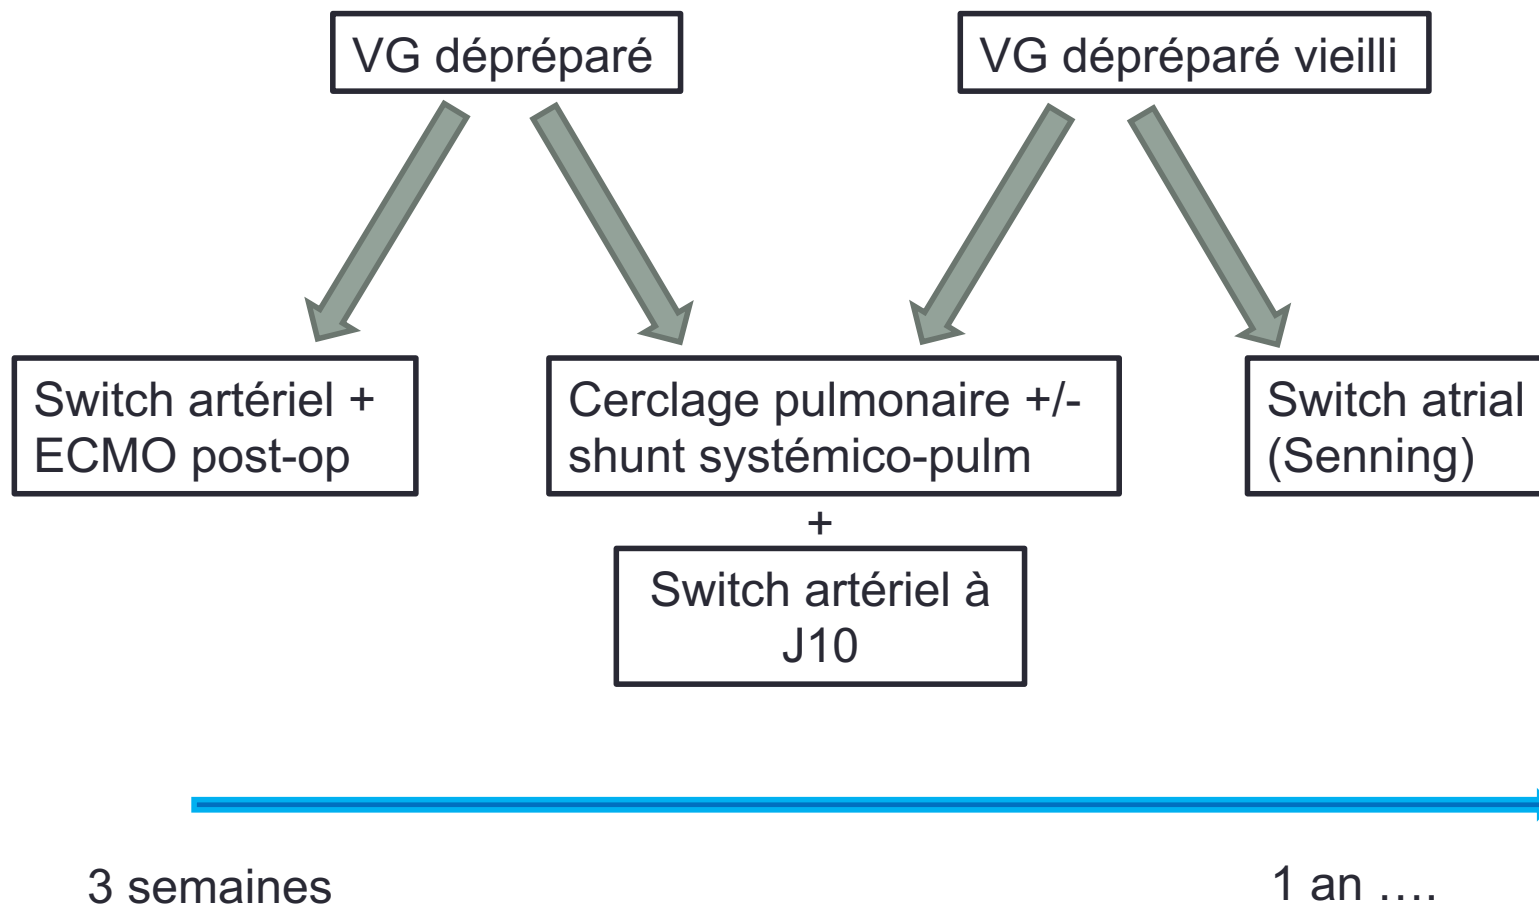 VG dépréparé
VG dépréparé vieilli
Switch artériel +
ECMO post-op
Cerclage pulmonaire +/-
shunt systémico-pulm
Switch atrial
(Senning)
+
Switch artériel à
J10
3 semaines
1 an ….